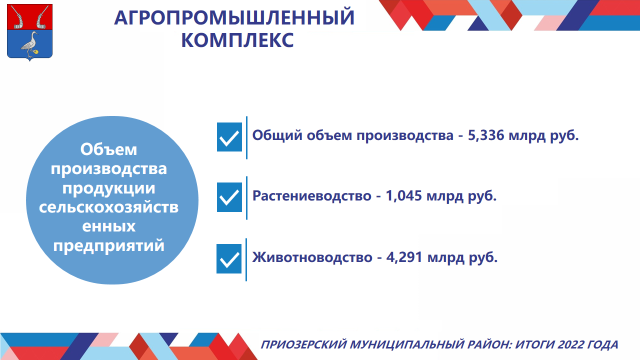 АГРОПРОМЫШЛЕННЫЙ
КОМПЛЕКС
Объем
производства
продукции
сельскохозяйств
енных
предприятий
Общий объем производства - 5,336 млрд руб.
Растениеводство - 1,045 млрд руб.
Животноводство - 4,291 млрд руб.
ПРИОЗЕРСКИЙ МУНИЦИПАЛЬНЫЙ РАЙОН: ИТОГИ 2022 ГОДА